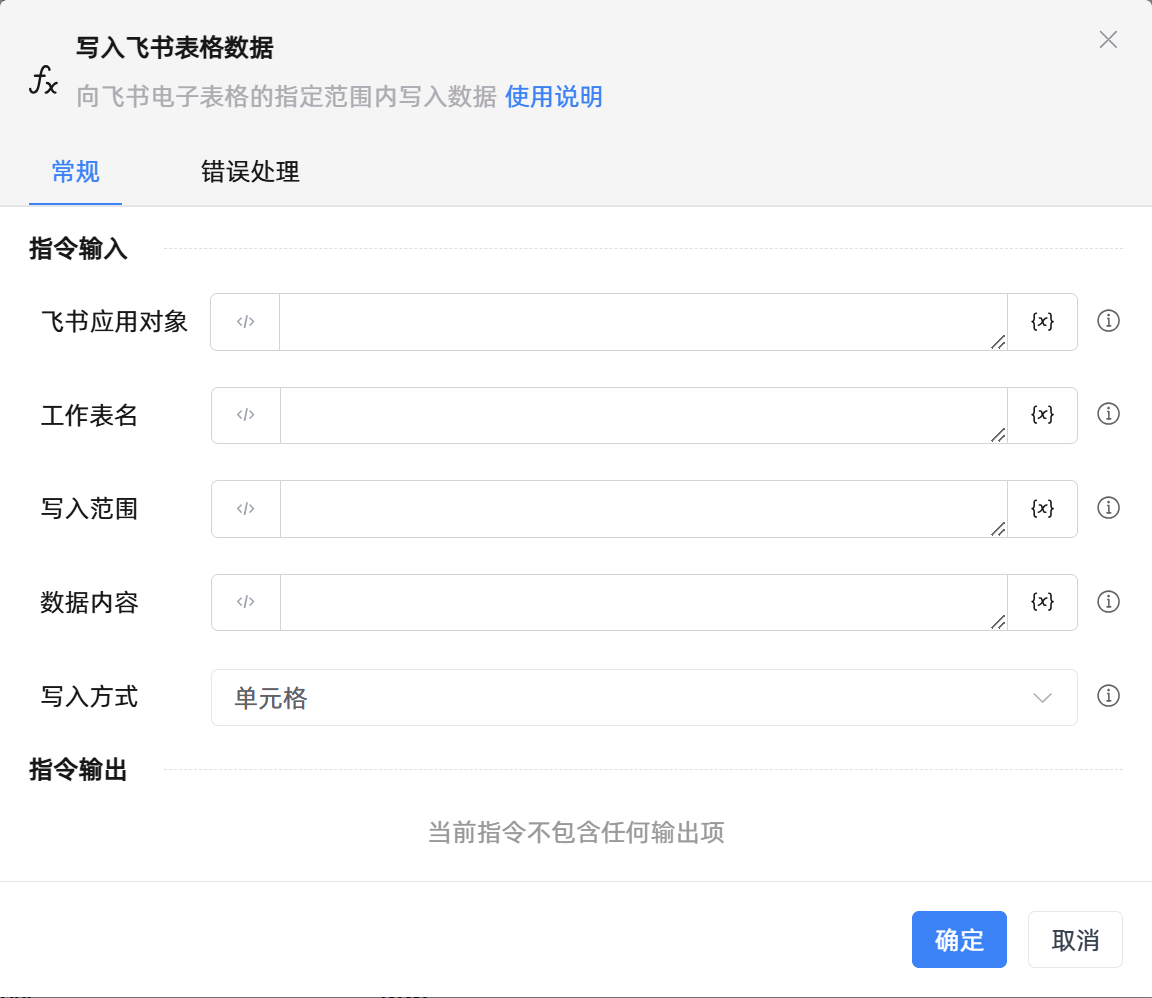 写入飞书表格数据
fx
向飞书电子表格的指定范围内写入数据 使用说明
常规 错误处理
指令输入
飞书应用对象 </> {x}
工作表名 </> {x}
写入范围 </> {x}
数据内容 </> {x}
写入方式 单元格
指令输出
当前指令不包含任何输出项
确定 取消